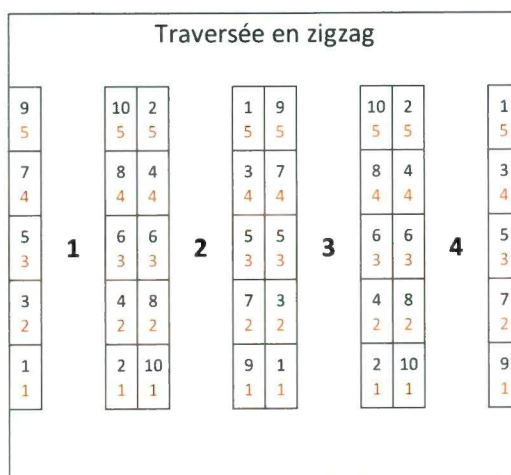 Traversée en zigzag
9 10 2 1 9 10 2 1
5 5 5 5 5 5 5 5
7 8 4 3 7 8 4 3
4 4 4 4 4 4 4 4
5 6 6 5 5 6 6 5
3 1 3 3 2 3 3 3 3 3 4 3
3 4 8 7 3 4 8 7
2 2 2 2 2 2 2 2
1 2 10 9 1 2 10 9
1 1 1 1 1 1 1 1